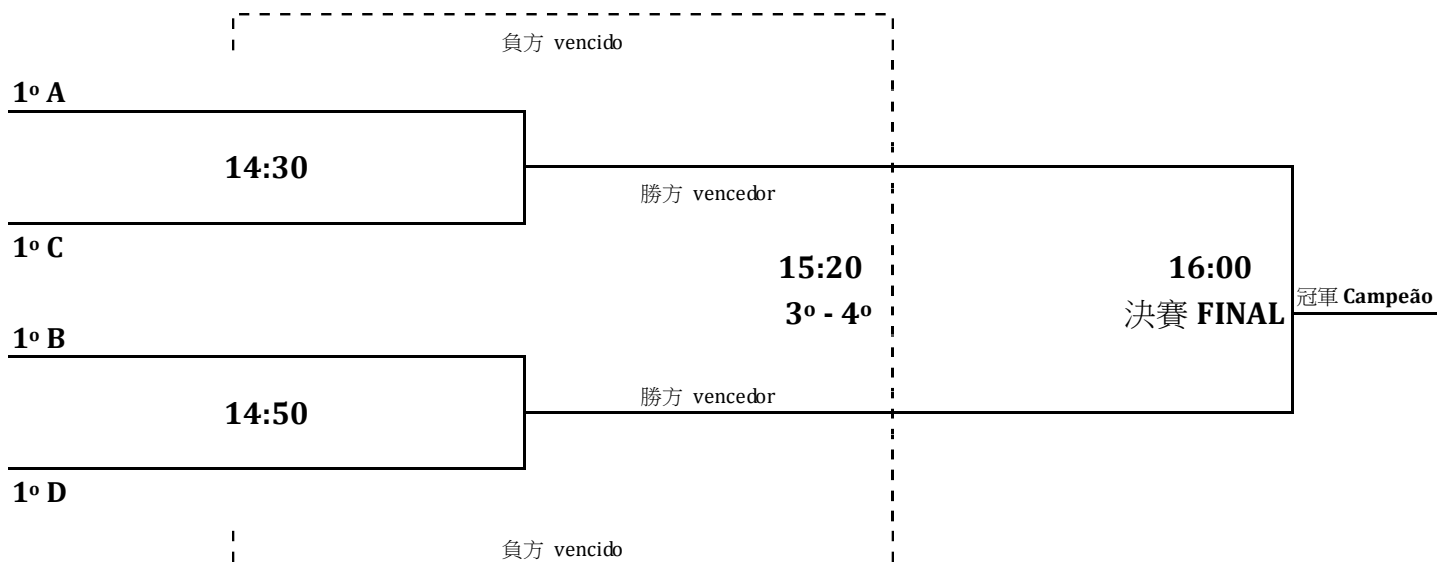 負方 vencido
1º A
14:30
勝方 vencedor
1º C
15:20
16:00
3º - 4º
決賽 FINAL
冠軍 Campeão
1º B
勝方 vencedor
14:50
1º D
負方 vencido